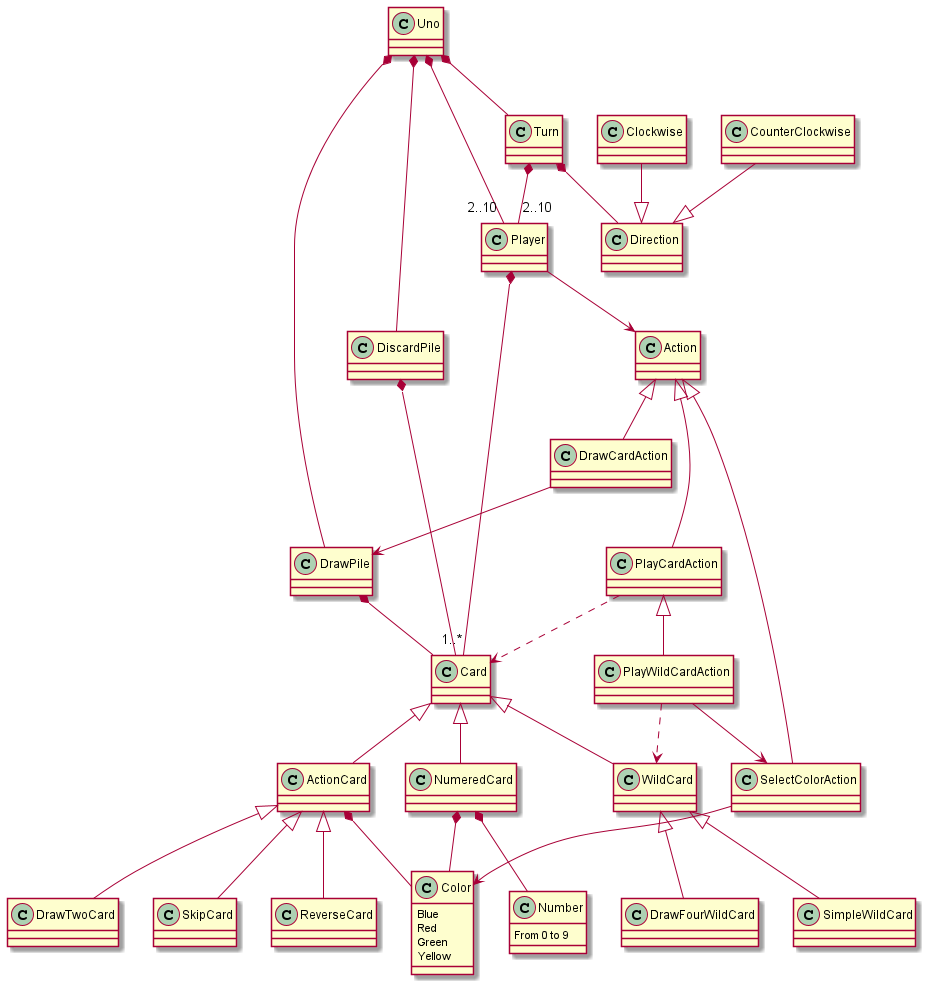 C Uno
C Turn
C Clockwise
C CounterClockwise
2..10
2..10
C Player
C Direction
C DiscardPile
C Action
C DrawCardAction
C DrawPile
C PlayCardAction
1..*
C Card
C PlayWildCardAction
C ActionCard
C NumeredCard
C WildCard
C SelectColorAction
C DrawTwoCard
C SkipCard
C ReverseCard
C Color
Blue
Red
Green
Yellow
C Number
From 0 to 9
C DrawFourWildCard
C SimpleWildCard